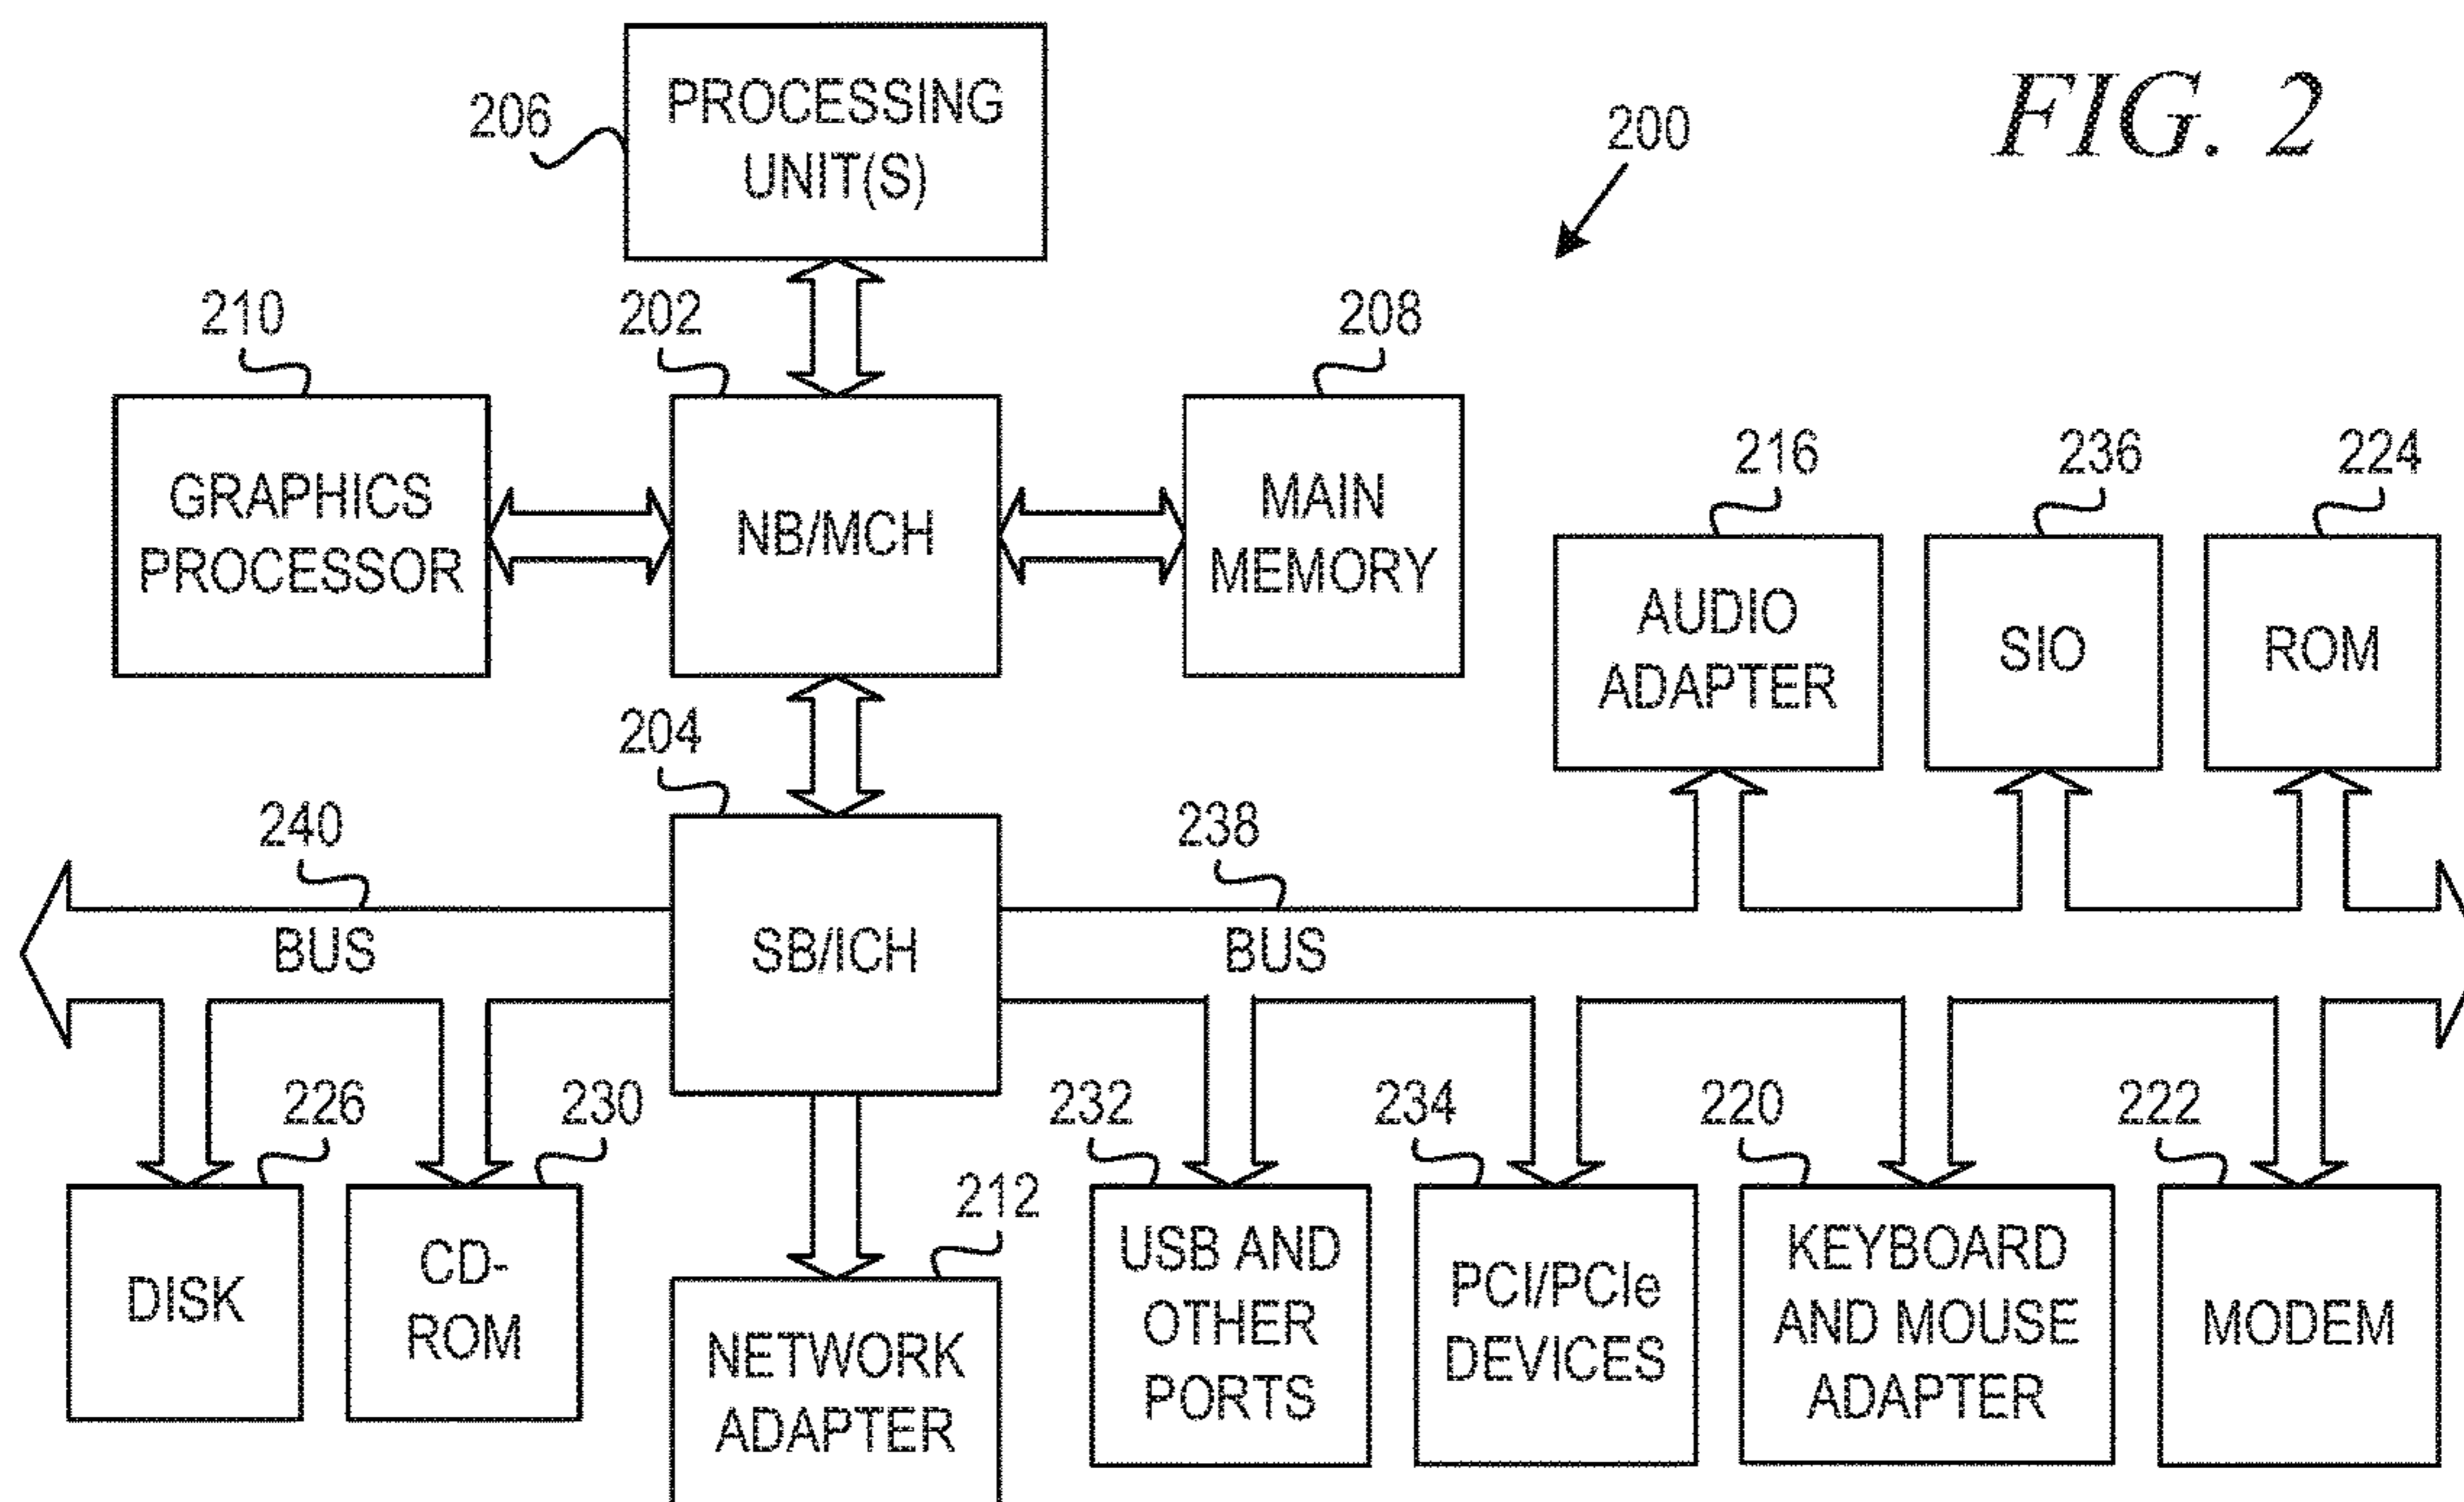 FIG. 2
200
206
PROCESSING
UNIT(S)
210
202
208
GRAPHICS
PROCESSOR
NB/MCH
MAIN
MEMORY
216
236
224
AUDIO
ADAPTER
SIO
ROM
204
240
238
BUS
SB/ICH
BUS
226
230
212
232
234
220
222
DISK
CD-
ROM
NETWORK
ADAPTER
USB AND
OTHER
PORTS
PCI/PCIe
DEVICES
KEYBOARD
AND MOUSE
ADAPTER
MODEM